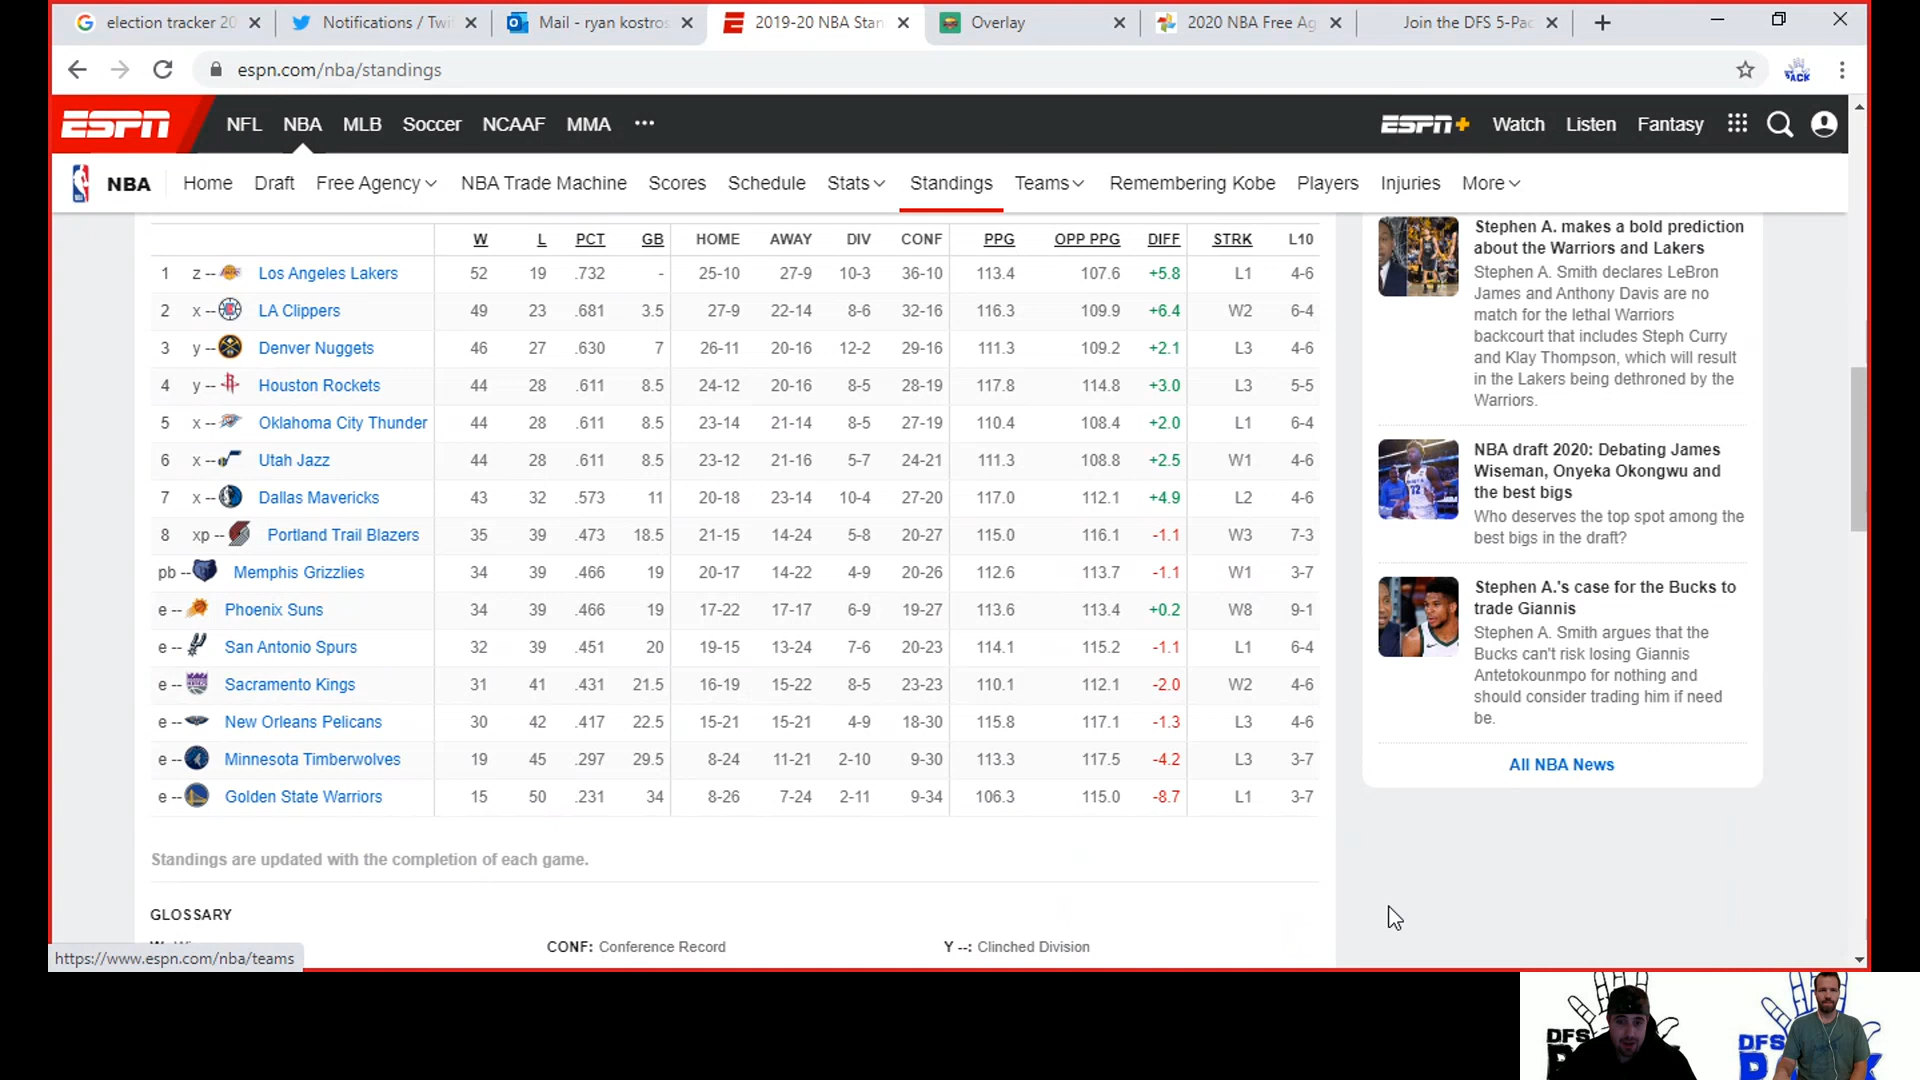 election tracker 20
Notifications / Twi
Mail - ryan kostros
2019-20 NBA Stan
Overlay
2020 NBA Free Ag
Join the DFS 5-Pac
espn.com/nba/standings
ESPN NFL NBA MLB Soccer NCAAF MMA ••• ESPN+ Watch Listen Fantasy
NBA Home Draft Free Agency NBA Trade Machine Scores Schedule Stats Standings Teams Remembering Kobe Players Injuries More
W L PCT GB HOME AWAY DIV CONF PPG OPP PPG DIFF STRK L10
1 z -- Los Angeles Lakers 52 19 .732 - 25-10 27-9 10-3 36-10 113.4 107.6 +5.8 L1 4-6
2 x -- LA Clippers 49 23 .681 3.5 27-9 22-14 8-6 32-16 116.3 109.9 +6.4 W2 6-4
3 y -- Denver Nuggets 46 27 .630 7 26-11 20-16 12-2 29-16 111.3 109.2 +2.1 L3 4-6
4 y -- Houston Rockets 44 28 .611 8.5 24-12 20-16 8-5 28-19 117.8 114.8 +3.0 L3 5-5
5 x -- Oklahoma City Thunder 44 28 .611 8.5 23-14 21-14 8-5 27-19 110.4 108.4 +2.0 L1 6-4
6 x -- Utah Jazz 44 28 .611 8.5 23-12 21-16 5-7 24-21 111.3 108.8 +2.5 W1 4-6
7 x -- Dallas Mavericks 43 32 .573 11 20-18 23-14 10-4 27-20 117.0 112.1 +4.9 L2 4-6
8 xp -- Portland Trail Blazers 35 39 .473 18.5 21-15 14-24 5-8 20-27 115.0 116.1 -1.1 W3 7-3
pb -- Memphis Grizzlies 34 39 .466 19 20-17 14-22 4-9 20-26 112.6 113.7 -1.1 W1 3-7
e -- Phoenix Suns 34 39 .466 19 17-22 17-17 6-9 19-27 113.6 113.4 +0.2 W8 9-1
e -- San Antonio Spurs 32 39 .451 20 19-15 13-24 7-6 20-23 114.1 115.2 -1.1 L1 6-4
e -- Sacramento Kings 31 41 .431 21.5 16-19 15-22 8-5 23-23 110.1 112.1 -2.0 W2 4-6
e -- New Orleans Pelicans 30 42 .417 22.5 15-21 15-21 4-9 18-30 115.8 117.1 -1.3 L3 4-6
e -- Minnesota Timberwolves 19 45 .297 29.5 8-24 11-21 2-10 9-30 113.3 117.5 -4.2 L3 3-7
e -- Golden State Warriors 15 50 .231 34 8-26 7-24 2-11 9-34 106.3 115.0 -8.7 L1 3-7
Standings are updated with the completion of each game.
GLOSSARY
CONF: Conference Record
Y --: Clinched Division
https://www.espn.com/nba/teams
Stephen A. makes a bold prediction
about the Warriors and Lakers
Stephen A. Smith declares LeBron
James and Anthony Davis are no
match for the lethal Warriors
backcourt that includes Steph Curry
and Klay Thompson, which will result
in the Lakers being dethroned by the
Warriors.
NBA draft 2020: Debating James
Wiseman, Onyeka Okongwu and
the best bigs
Who deserves the top spot among the
best bigs in the draft?
Stephen A.'s case for the Bucks to
trade Giannis
Stephen A. Smith argues that the
Bucks can't risk losing Giannis
Antetokounmpo for nothing and
should consider trading him if need
be.
All NBA News
DFS
DFS